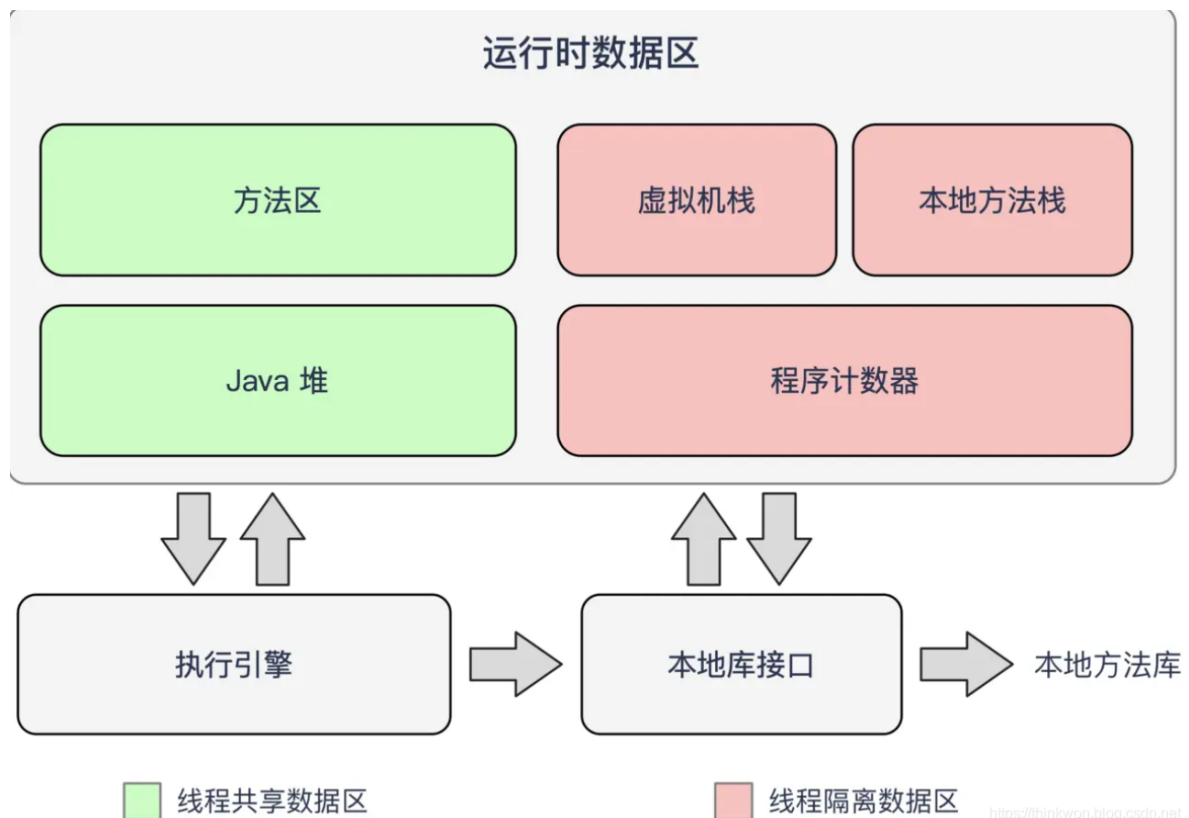 运行时数据区
方法区
虚拟机栈
本地方法栈
Java 堆
程序计数器
执行引擎
本地库接口
本地方法库
线程共享数据区
线程隔离数据区
https://thinkwon.blog.csdn.net